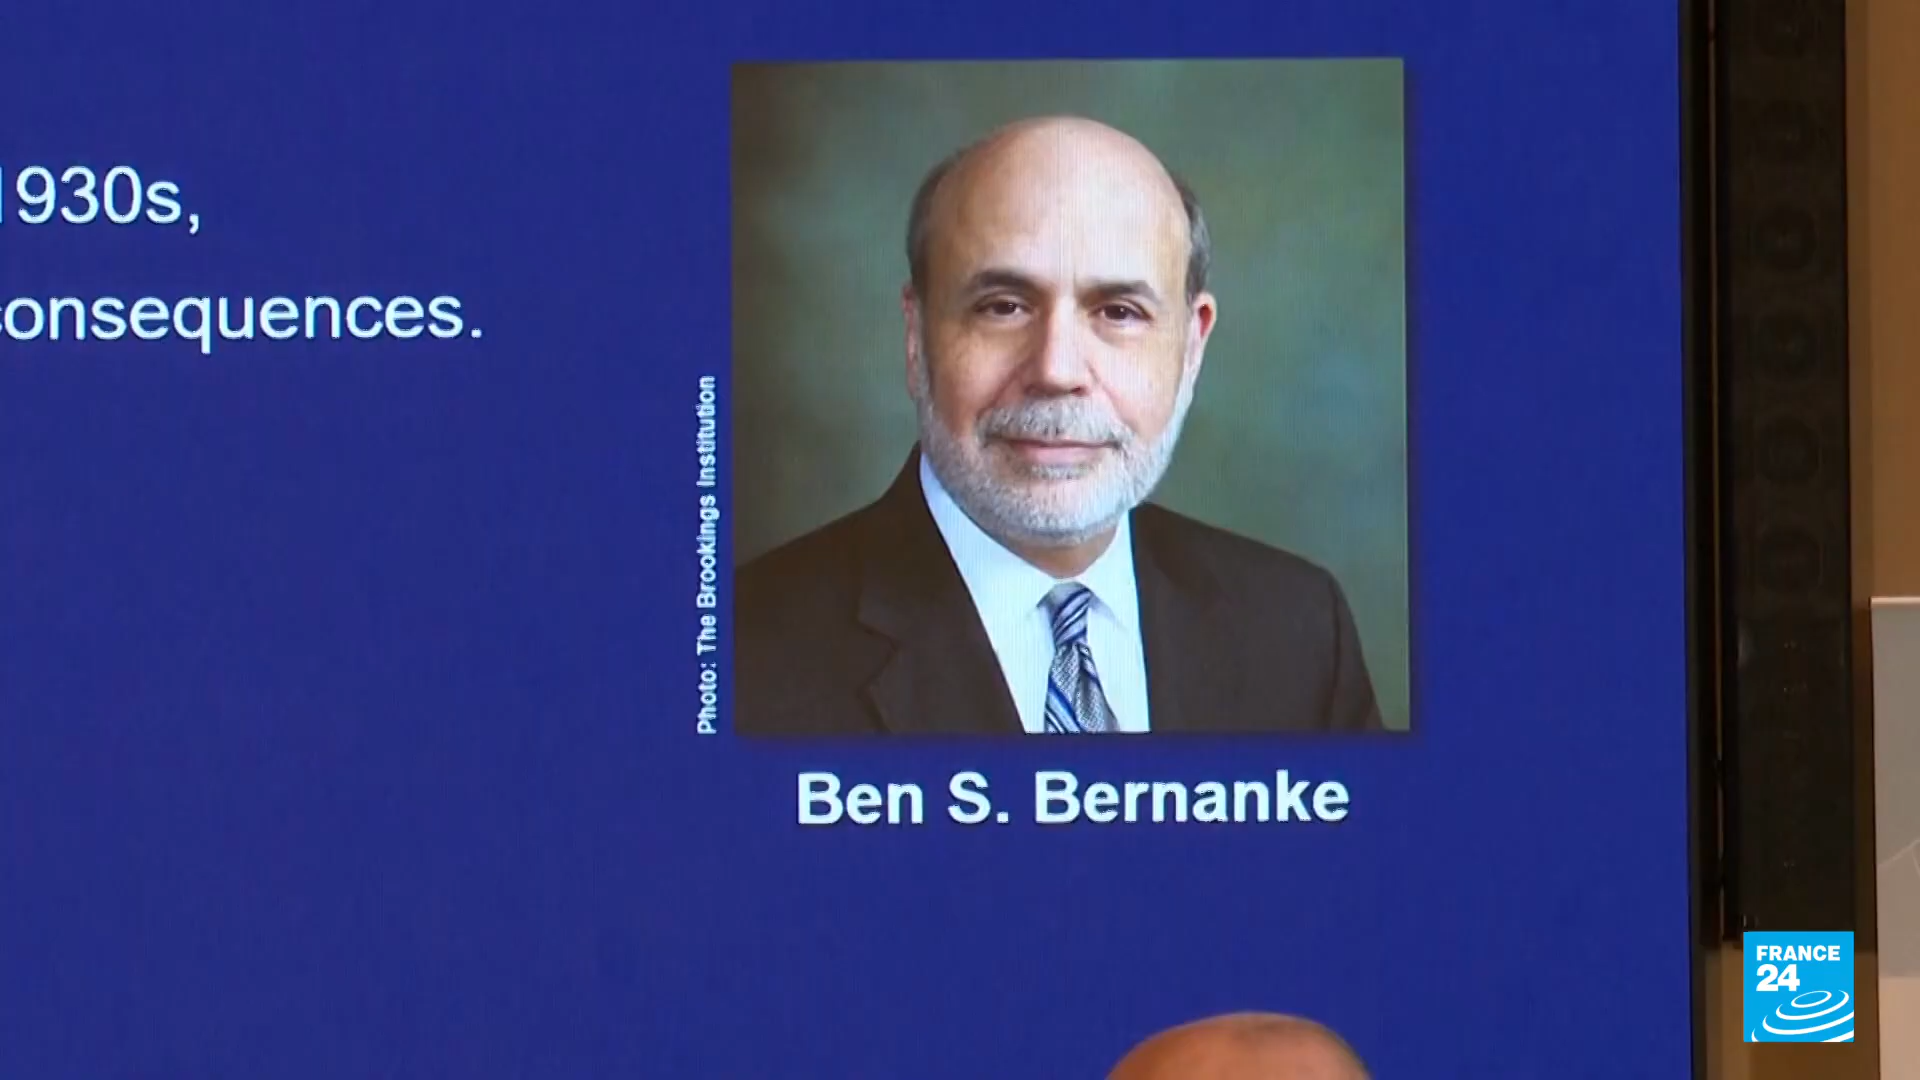 1930s,
consequences.
Photo: The Brookings Institution
Ben S. Bernanke
FRANCE
24